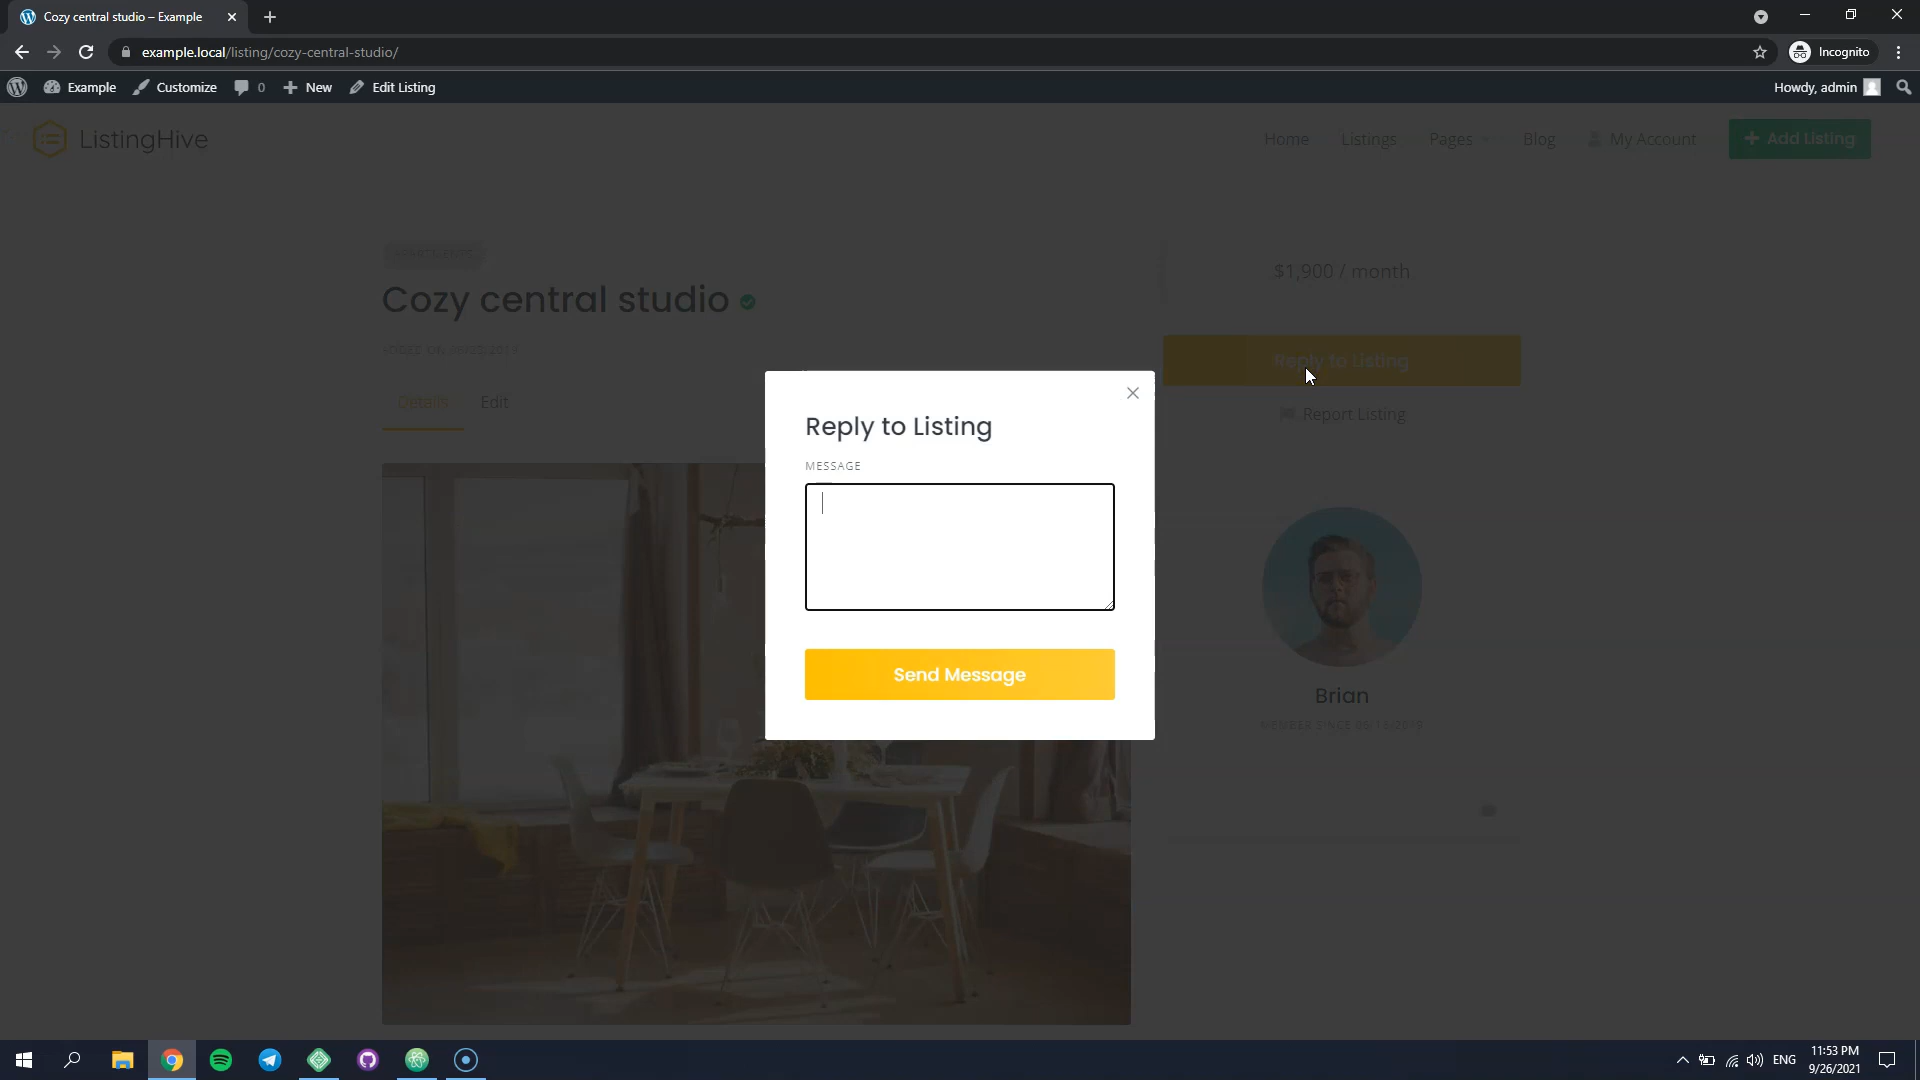 Cozy central studio – Example
example.local/listing/cozy-central-studio/
Incognito
Example
Customize
0
New
Edit Listing
Howdy, admin
ListingHive
Home
Listings
Pages
Blog
My Account
Add Listing
Cozy central studio
$1,900 / month
Reply to Listing
Report Listing
Details
Edit
Reply to Listing
MESSAGE
Send Message
Brian
MEMBER SINCE
ENG
11:53 PM
9/26/2021